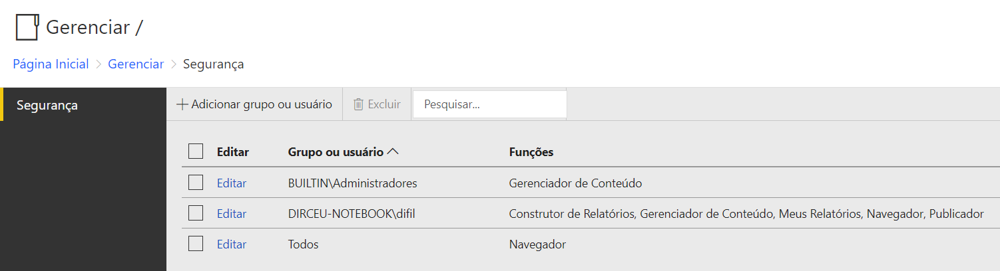 Gerenciar /
Página Inicial > Gerenciar > Segurança
Segurança
Adicionar grupo ou usuário Excluir Pesquisar...
Editar Grupo ou usuário Funções
Editar BUILTIN\Administradores Gerenciador de Conteúdo
Editar DIRCEU-NOTEBOOK\difil Construtor de Relatórios, Gerenciador de Conteúdo, Meus Relatórios, Navegador, Publicador
Editar Todos Navegador